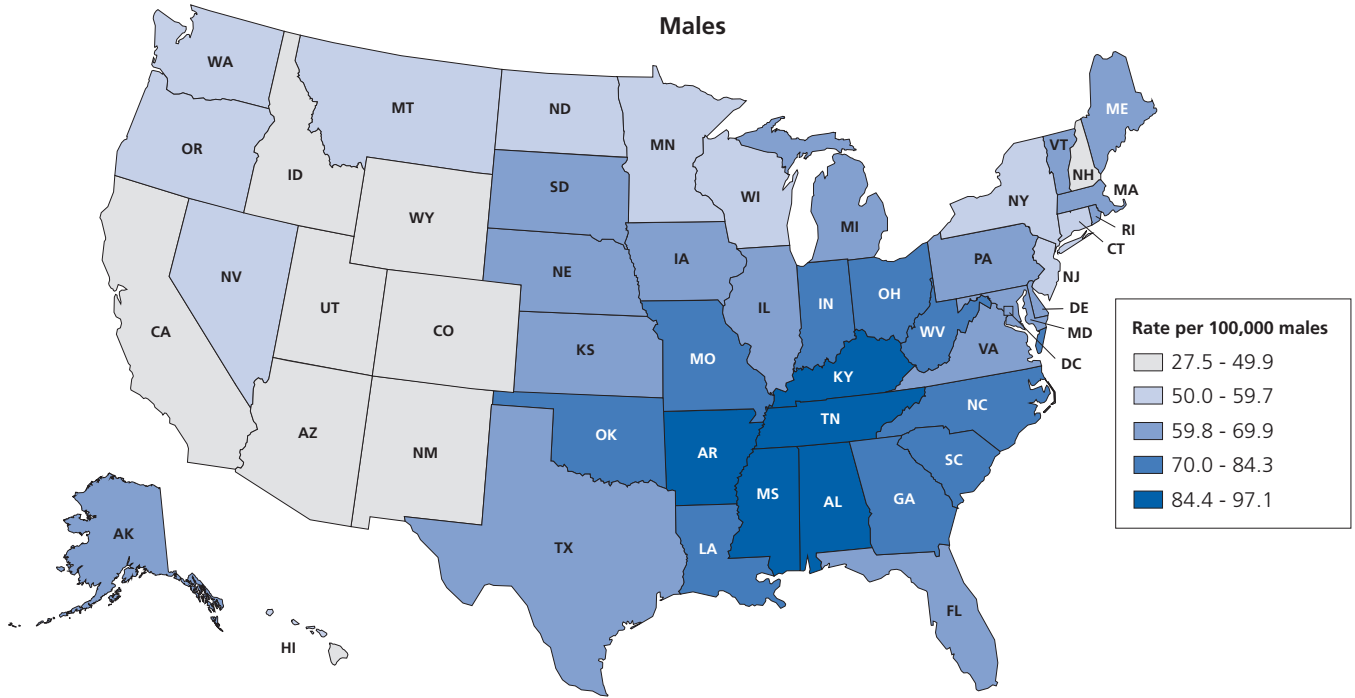 Males
WA
MT
ND
MN
ME
VT
NH
OR
ID
SD
WI
NY
MA
WY
MI
RI
CT
NV
NE
IA
PA
NJ
UT
CO
IL
IN
OH
DE
MD
CA
KS
MO
WV
VA
DC
KY
AZ
NM
OK
AR
TN
NC
SC
MS
AL
GA
AK
TX
LA
FL
HI
Rate per 100,000 males
27.5 - 49.9
50.0 - 59.7
59.8 - 69.9
70.0 - 84.3
84.4 - 97.1